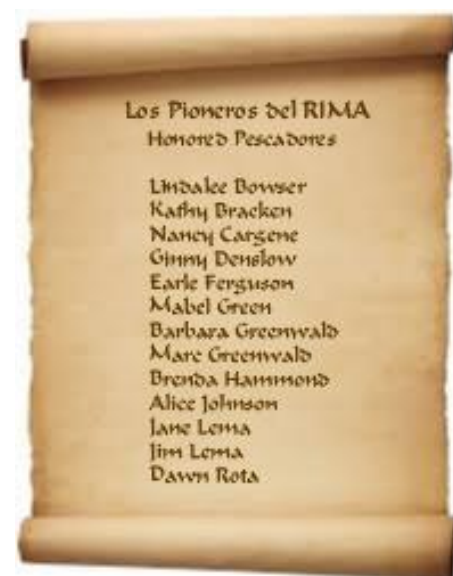 Los Pioneros del RIMA
Honored Pescadores
Lindalee Bowser
Kathy Bracken
Nancy Cargene
Ginny Denslow
Earle Ferguson
Mabel Green
Barbara Greenwald
Marc Greenwald
Brenda Hammond
Alice Johnson
Jane Lema
Jim Lema
Dawn Rota